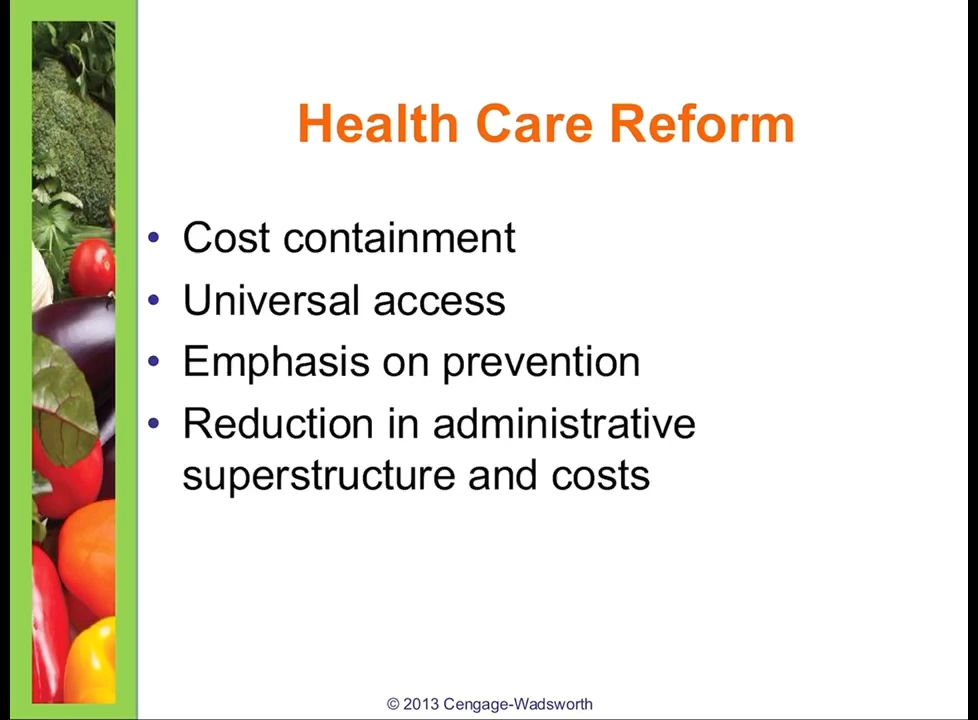 Health Care Reform
• Cost containment
• Universal access
• Emphasis on prevention
• Reduction in administrative
superstructure and costs
© 2013 Cengage-Wadsworth